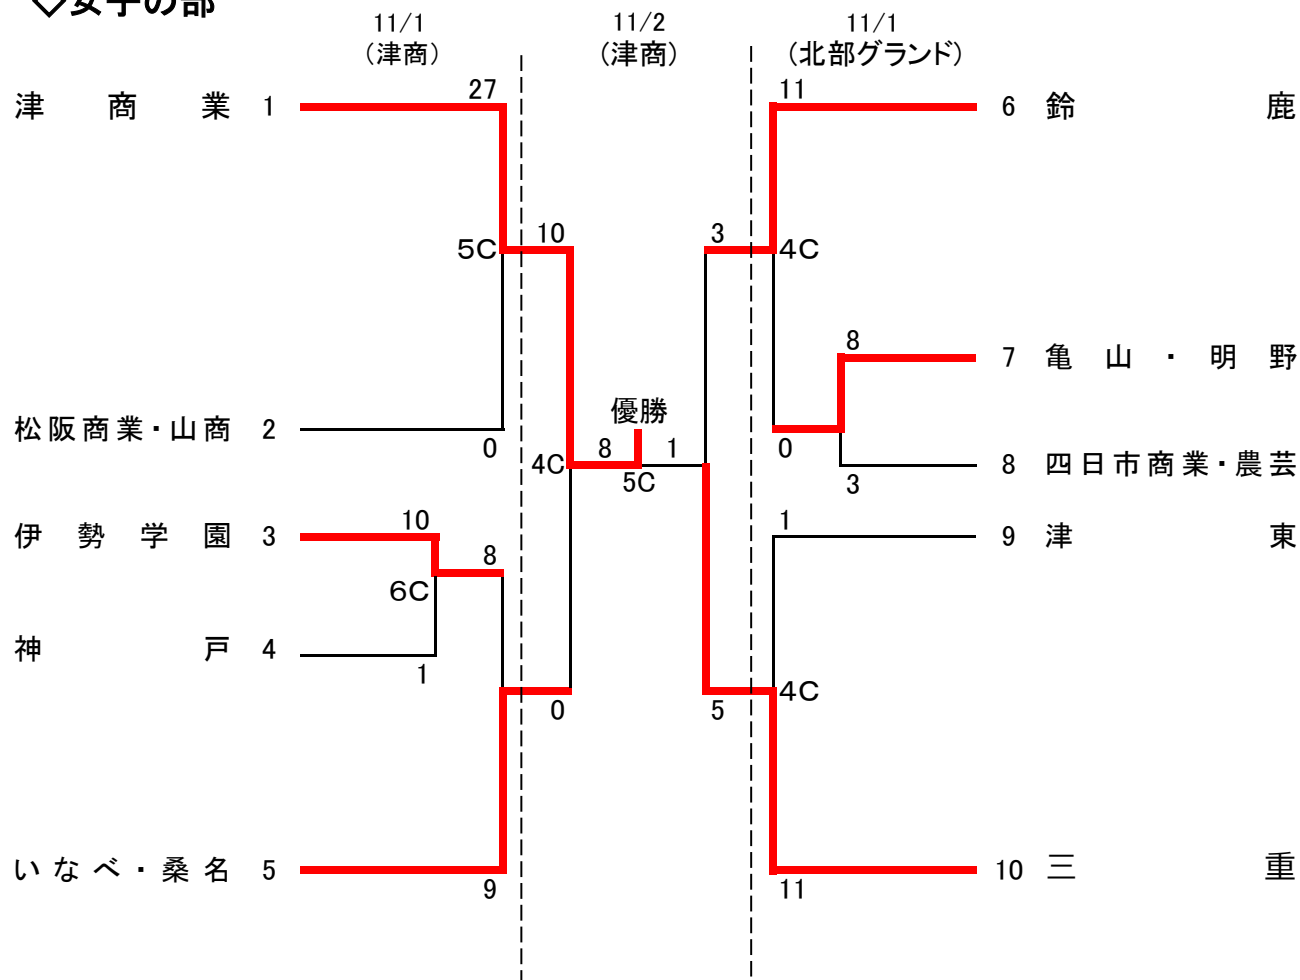 ◇女子の部
11/1 11/2 11/1
(津商) (津商) (北部グランド)
27 11
津商業 1 6 鈴鹿
10 3
5C 4C
8
7 亀山・明野
優勝
松阪商業・山商 2
0 8 1 0
4C 8 四日市商業・農芸
5C 3
10 1
伊勢学園 3 9 津東
8
6C
神戸 4
1
4C
0 5
いなべ・桑名 5 10 三重
9 11